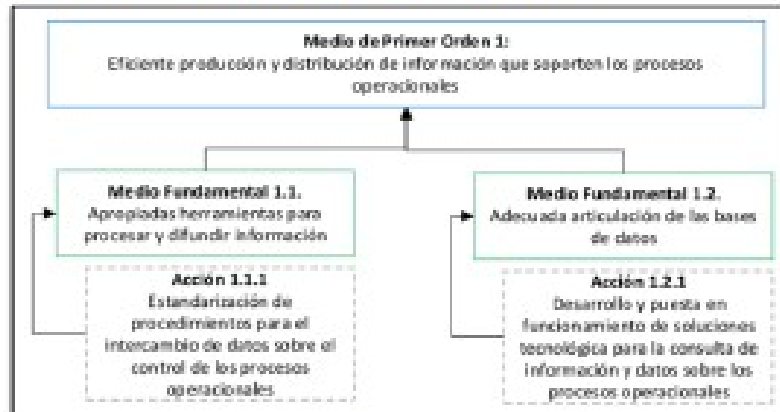 Medio de Primer Orden 1:
Eficiente producción y distribución de información que soporten los procesos
operacionales
Medio Fundamental 1.1.
Apropiadas herramientas para
procesar y difundir información
Medio Fundamental 1.2.
Adecuada articulación de las bases
de datos
Acción 1.1.1
Estandarización de
procedimientos para el
intercambio de datos sobre el
control de los procesos
operacionales
Acción 1.2.1
Desarrollo y puesta en
funcionamiento de soluciones
tecnológica para la consulta de
información y datos sobre los
procesos operacionales